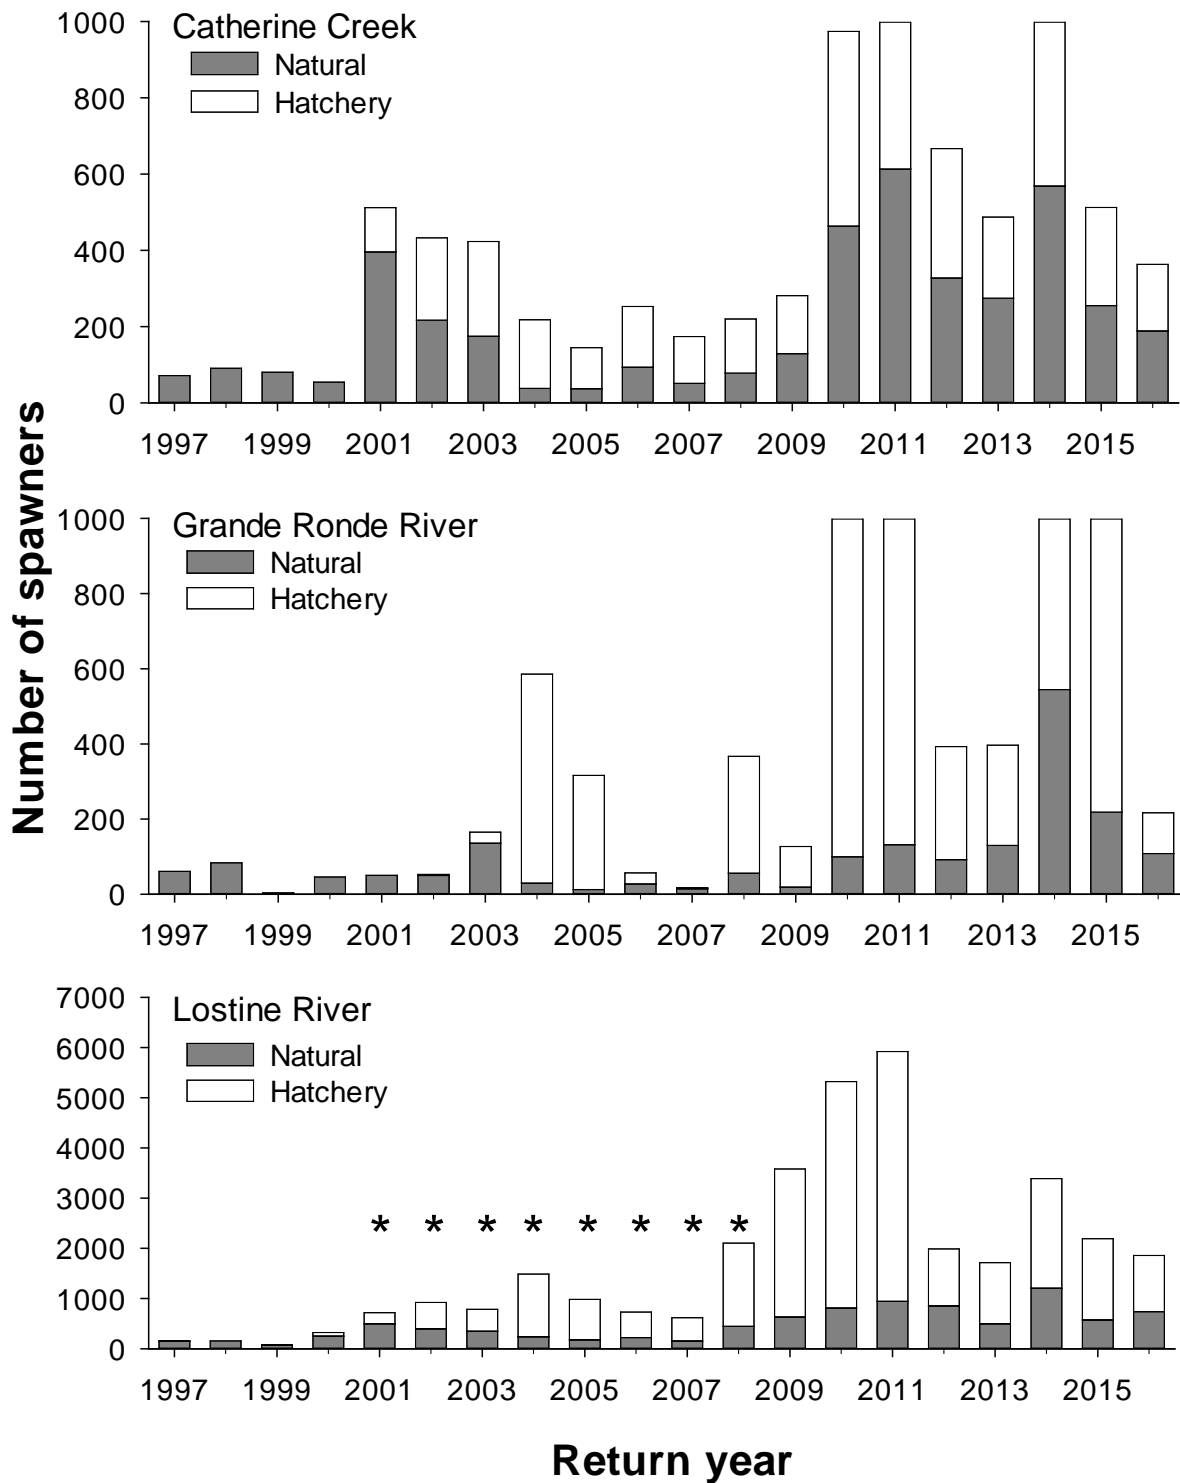 Number of spawners
Catherine Creek
Natural
Hatchery
1000
800
600
400
200
0
1997 1999 2001 2003 2005 2007 2009 2011 2013 2015
Grande Ronde River
Natural
Hatchery
1000
800
600
400
200
0
1997 1999 2001 2003 2005 2007 2009 2011 2013 2015
Lostine River
Natural
Hatchery
7000
6000
5000
4000
3000
2000
1000
0
* * * * * * * *
1997 1999 2001 2003 2005 2007 2009 2011 2013 2015
Return year